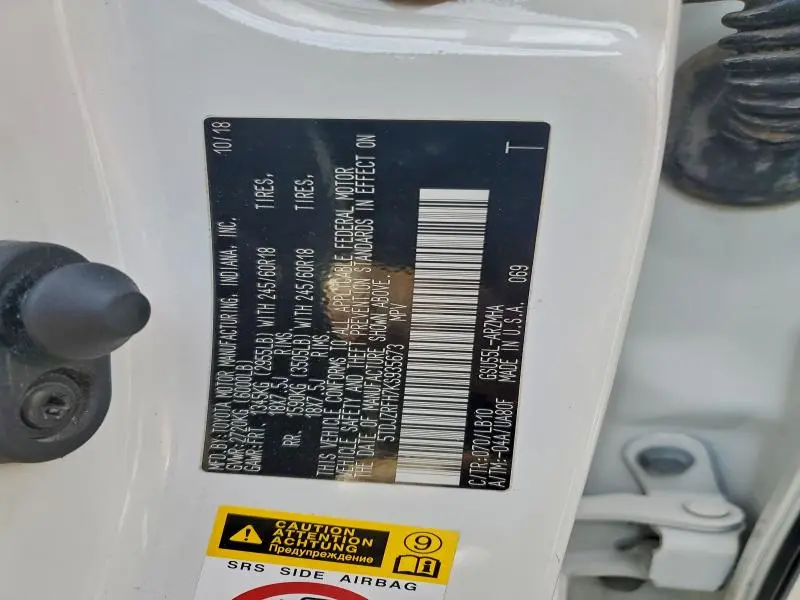 MFD.BY: TOYOTA MOTOR MANUFACTURING, INDIANA, INC. 10/18
GVWR-2720KG (6000LB)
GAWR-FRT. 1345KG (2955LB) WITH 245/60R18 TIRES,
18X7.5J RIMS,
RR. 1590KG (3505LB) WITH 245/60R18 TIRES,
18X7.5J RIMS.
THIS VEHICLE CONFORMS TO ALL APPLICABLE FEDERAL MOTOR
VEHICLE SAFETY AND THEFT PREVENTION STANDARDS IN EFFECT ON
THE DATE OF MANUFACTURE SHOWN ABOVE.
5TDJZRFH7KS935673 MPV
C/TR:070/LB10 GSU55L-ARZMHA T
A/TM:-04A/UA80F MADE IN U.S.A. 069
CAUTION
ATTENTION
ACHTUNG
Предупреждение
9
i
SRS SIDE AIRBAG